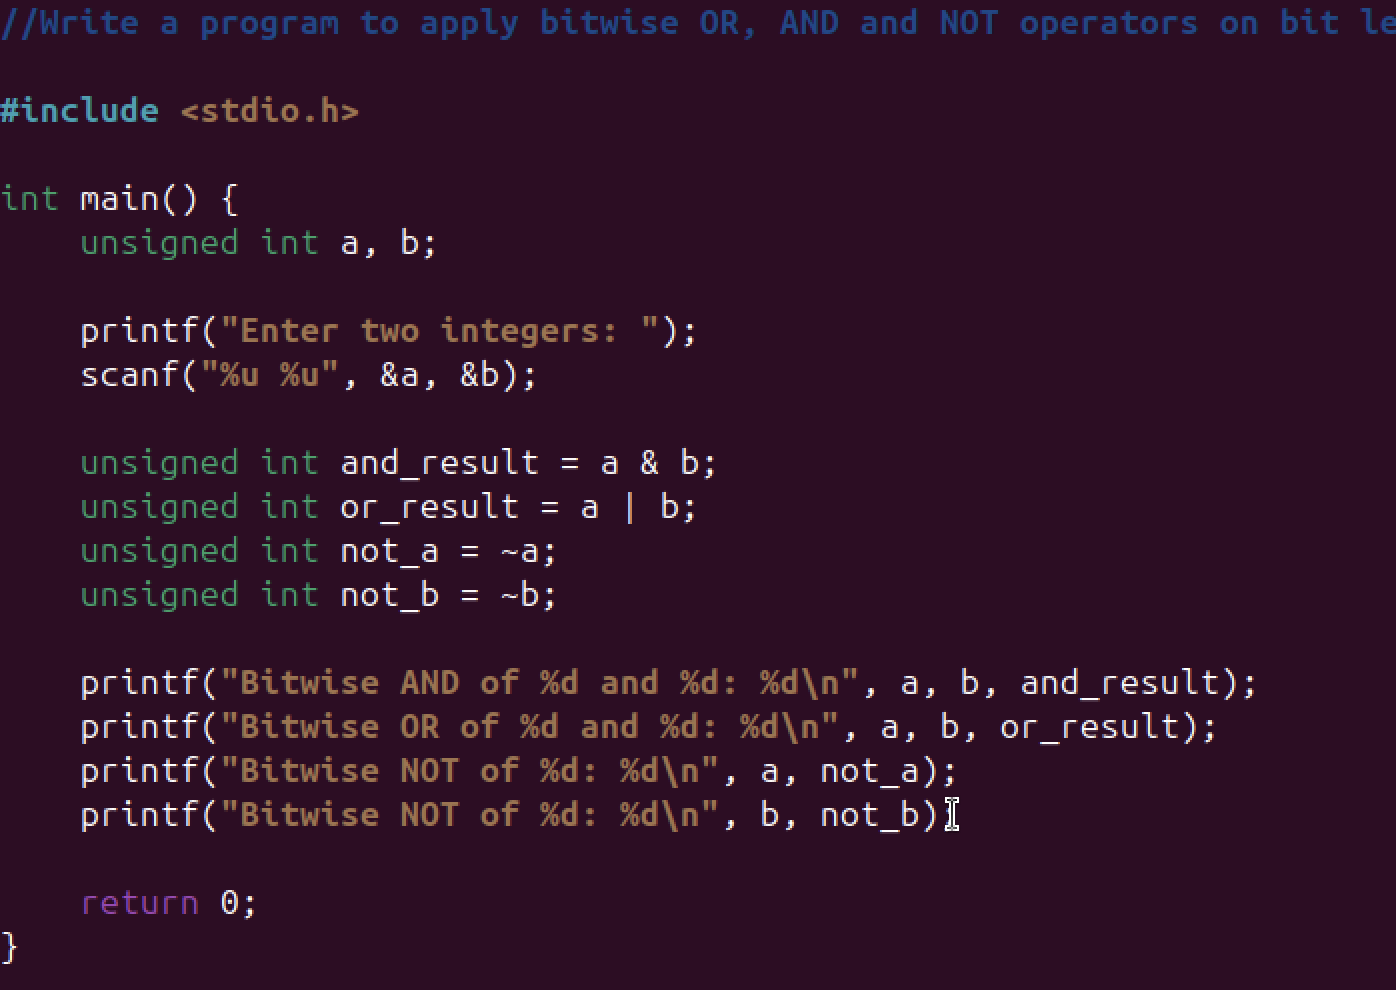 //Write a program to apply bitwise OR, AND and NOT operators on bit le
#include <stdio.h>
int main() {
    unsigned int a, b;
    printf("Enter two integers: ");
    scanf("%u %u", &a, &b);
    unsigned int and_result = a & b;
    unsigned int or_result = a | b;
    unsigned int not_a = ~a;
    unsigned int not_b = ~b;
    printf("Bitwise AND of %d and %d: %d\n", a, b, and_result);
    printf("Bitwise OR of %d and %d: %d\n", a, b, or_result);
    printf("Bitwise NOT of %d: %d\n", a, not_a);
    printf("Bitwise NOT of %d: %d\n", b, not_b)
    return 0;
}